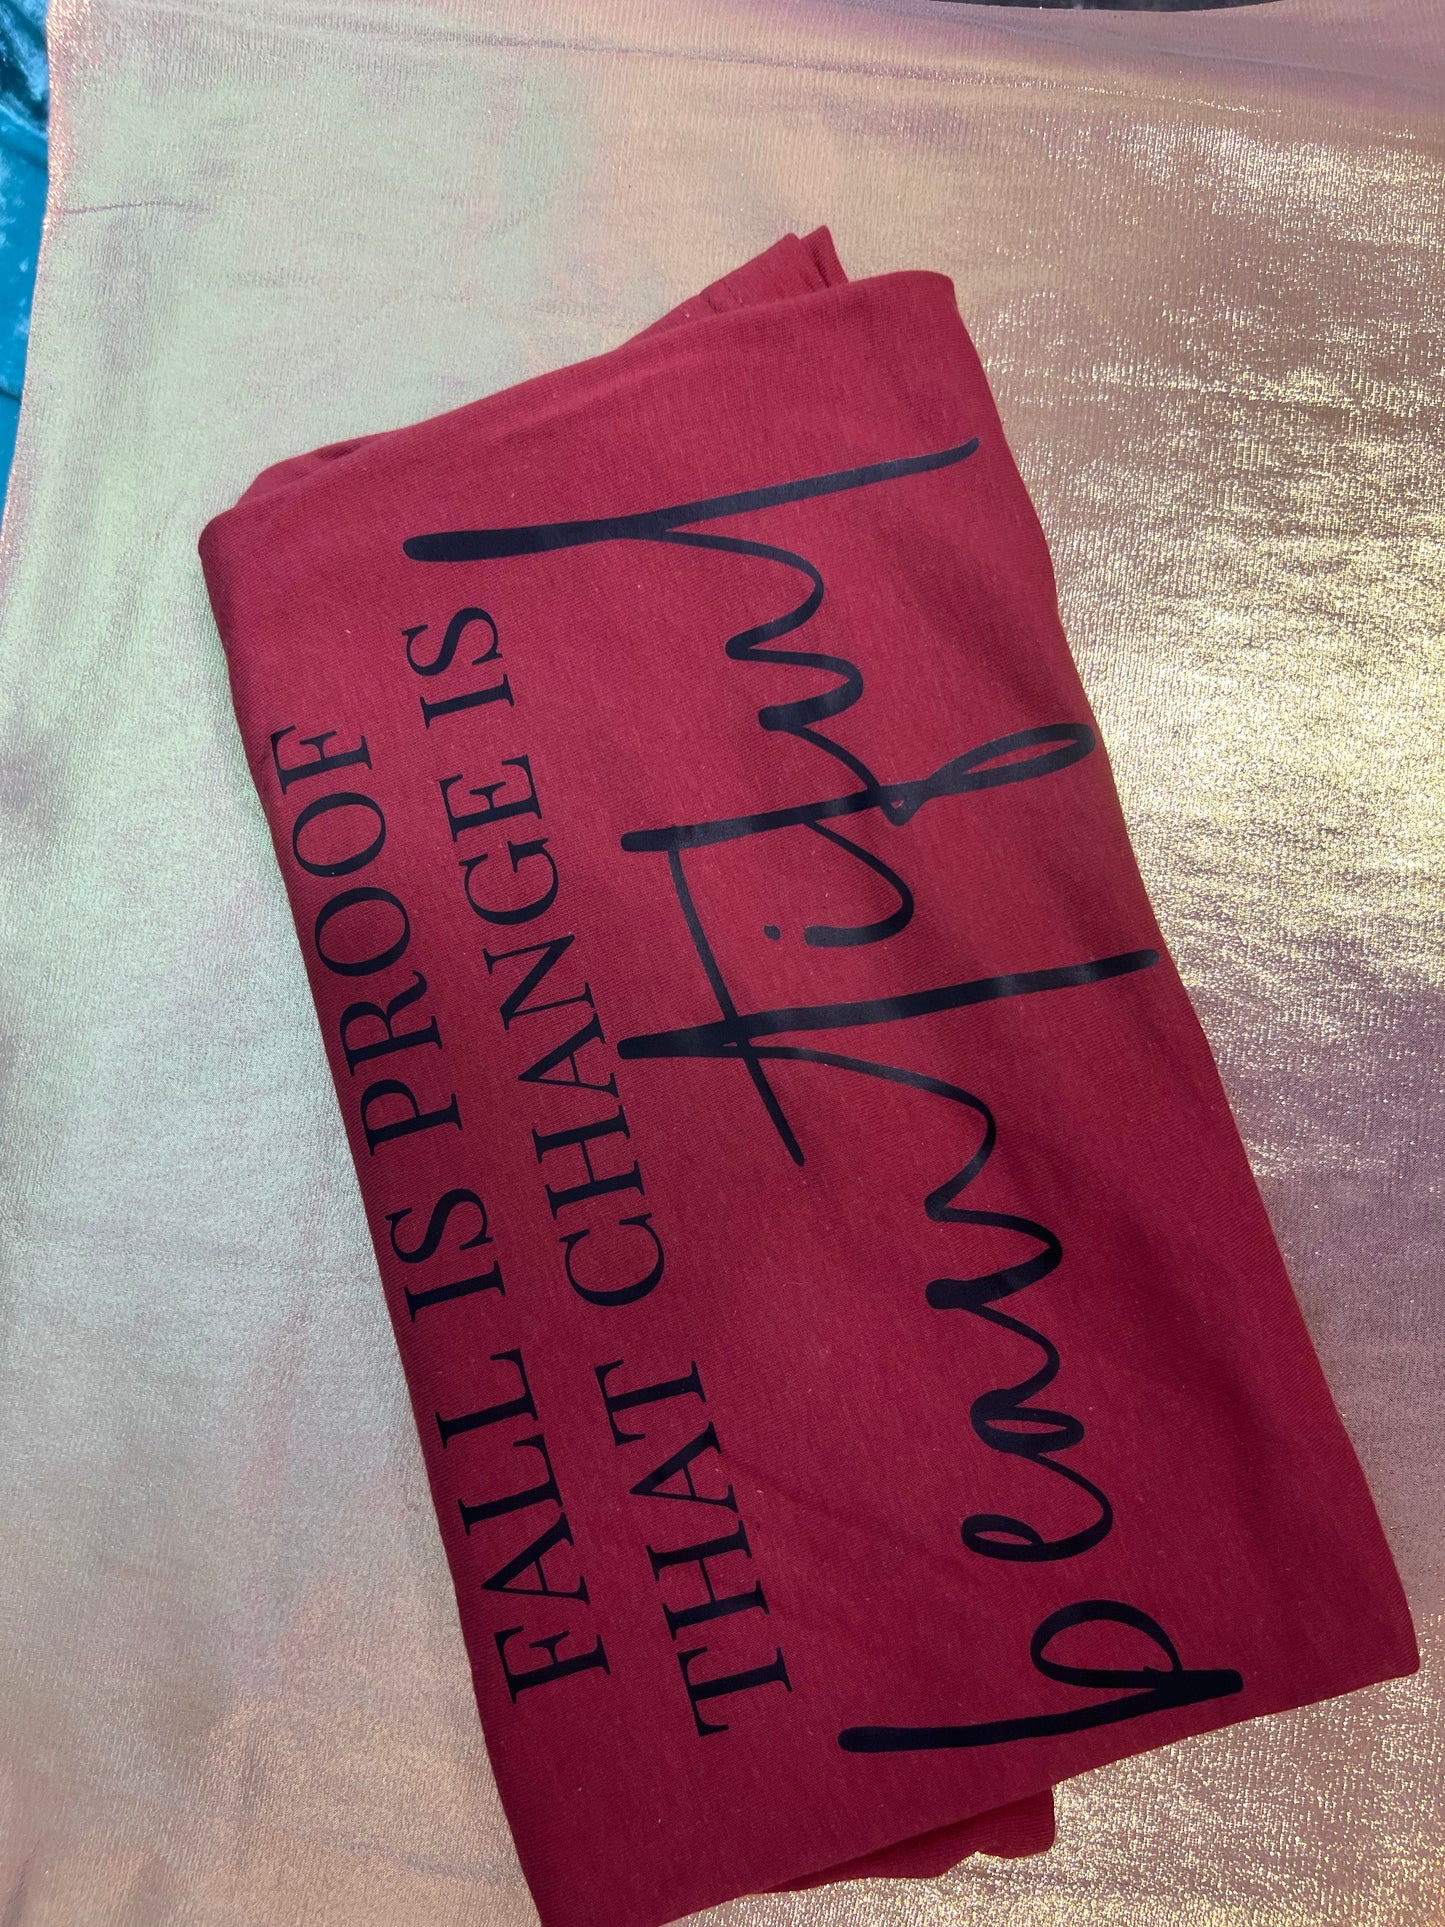 FALL IS PROOF
THAT CHANGE IS
beautiful